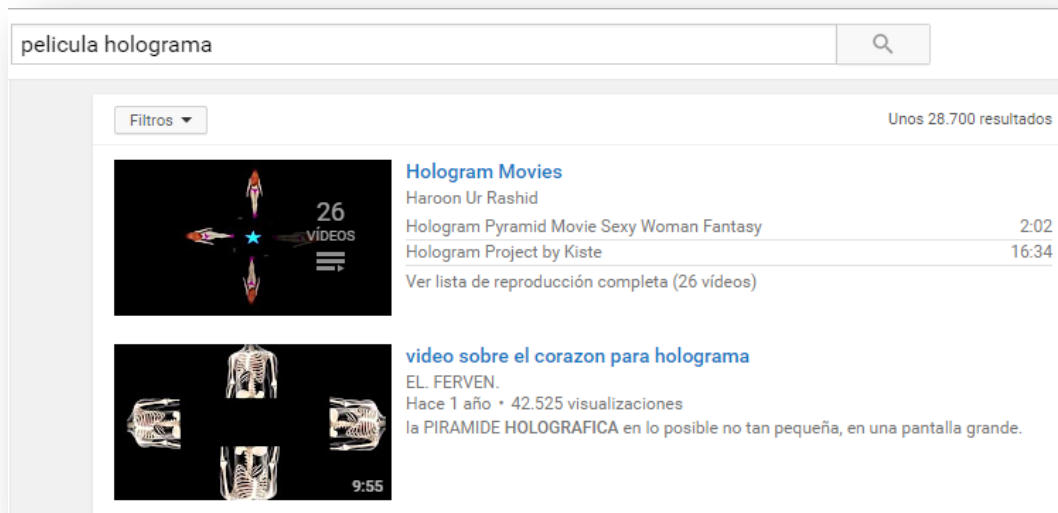 pelicula holograma
Filtros
Unos 28.700 resultados
26
VÍDEOS
Hologram Movies
Haroon Ur Rashid
Hologram Pyramid Movie Sexy Woman Fantasy 2:02
Hologram Project by Kiste 16:34
Ver lista de reproducción completa (26 vídeos)
9:55
video sobre el corazon para holograma
EL. FERVEN.
Hace 1 año • 42.525 visualizaciones
la PIRAMIDE HOLOGRAFICA en lo posible no tan pequeña, en una pantalla grande.